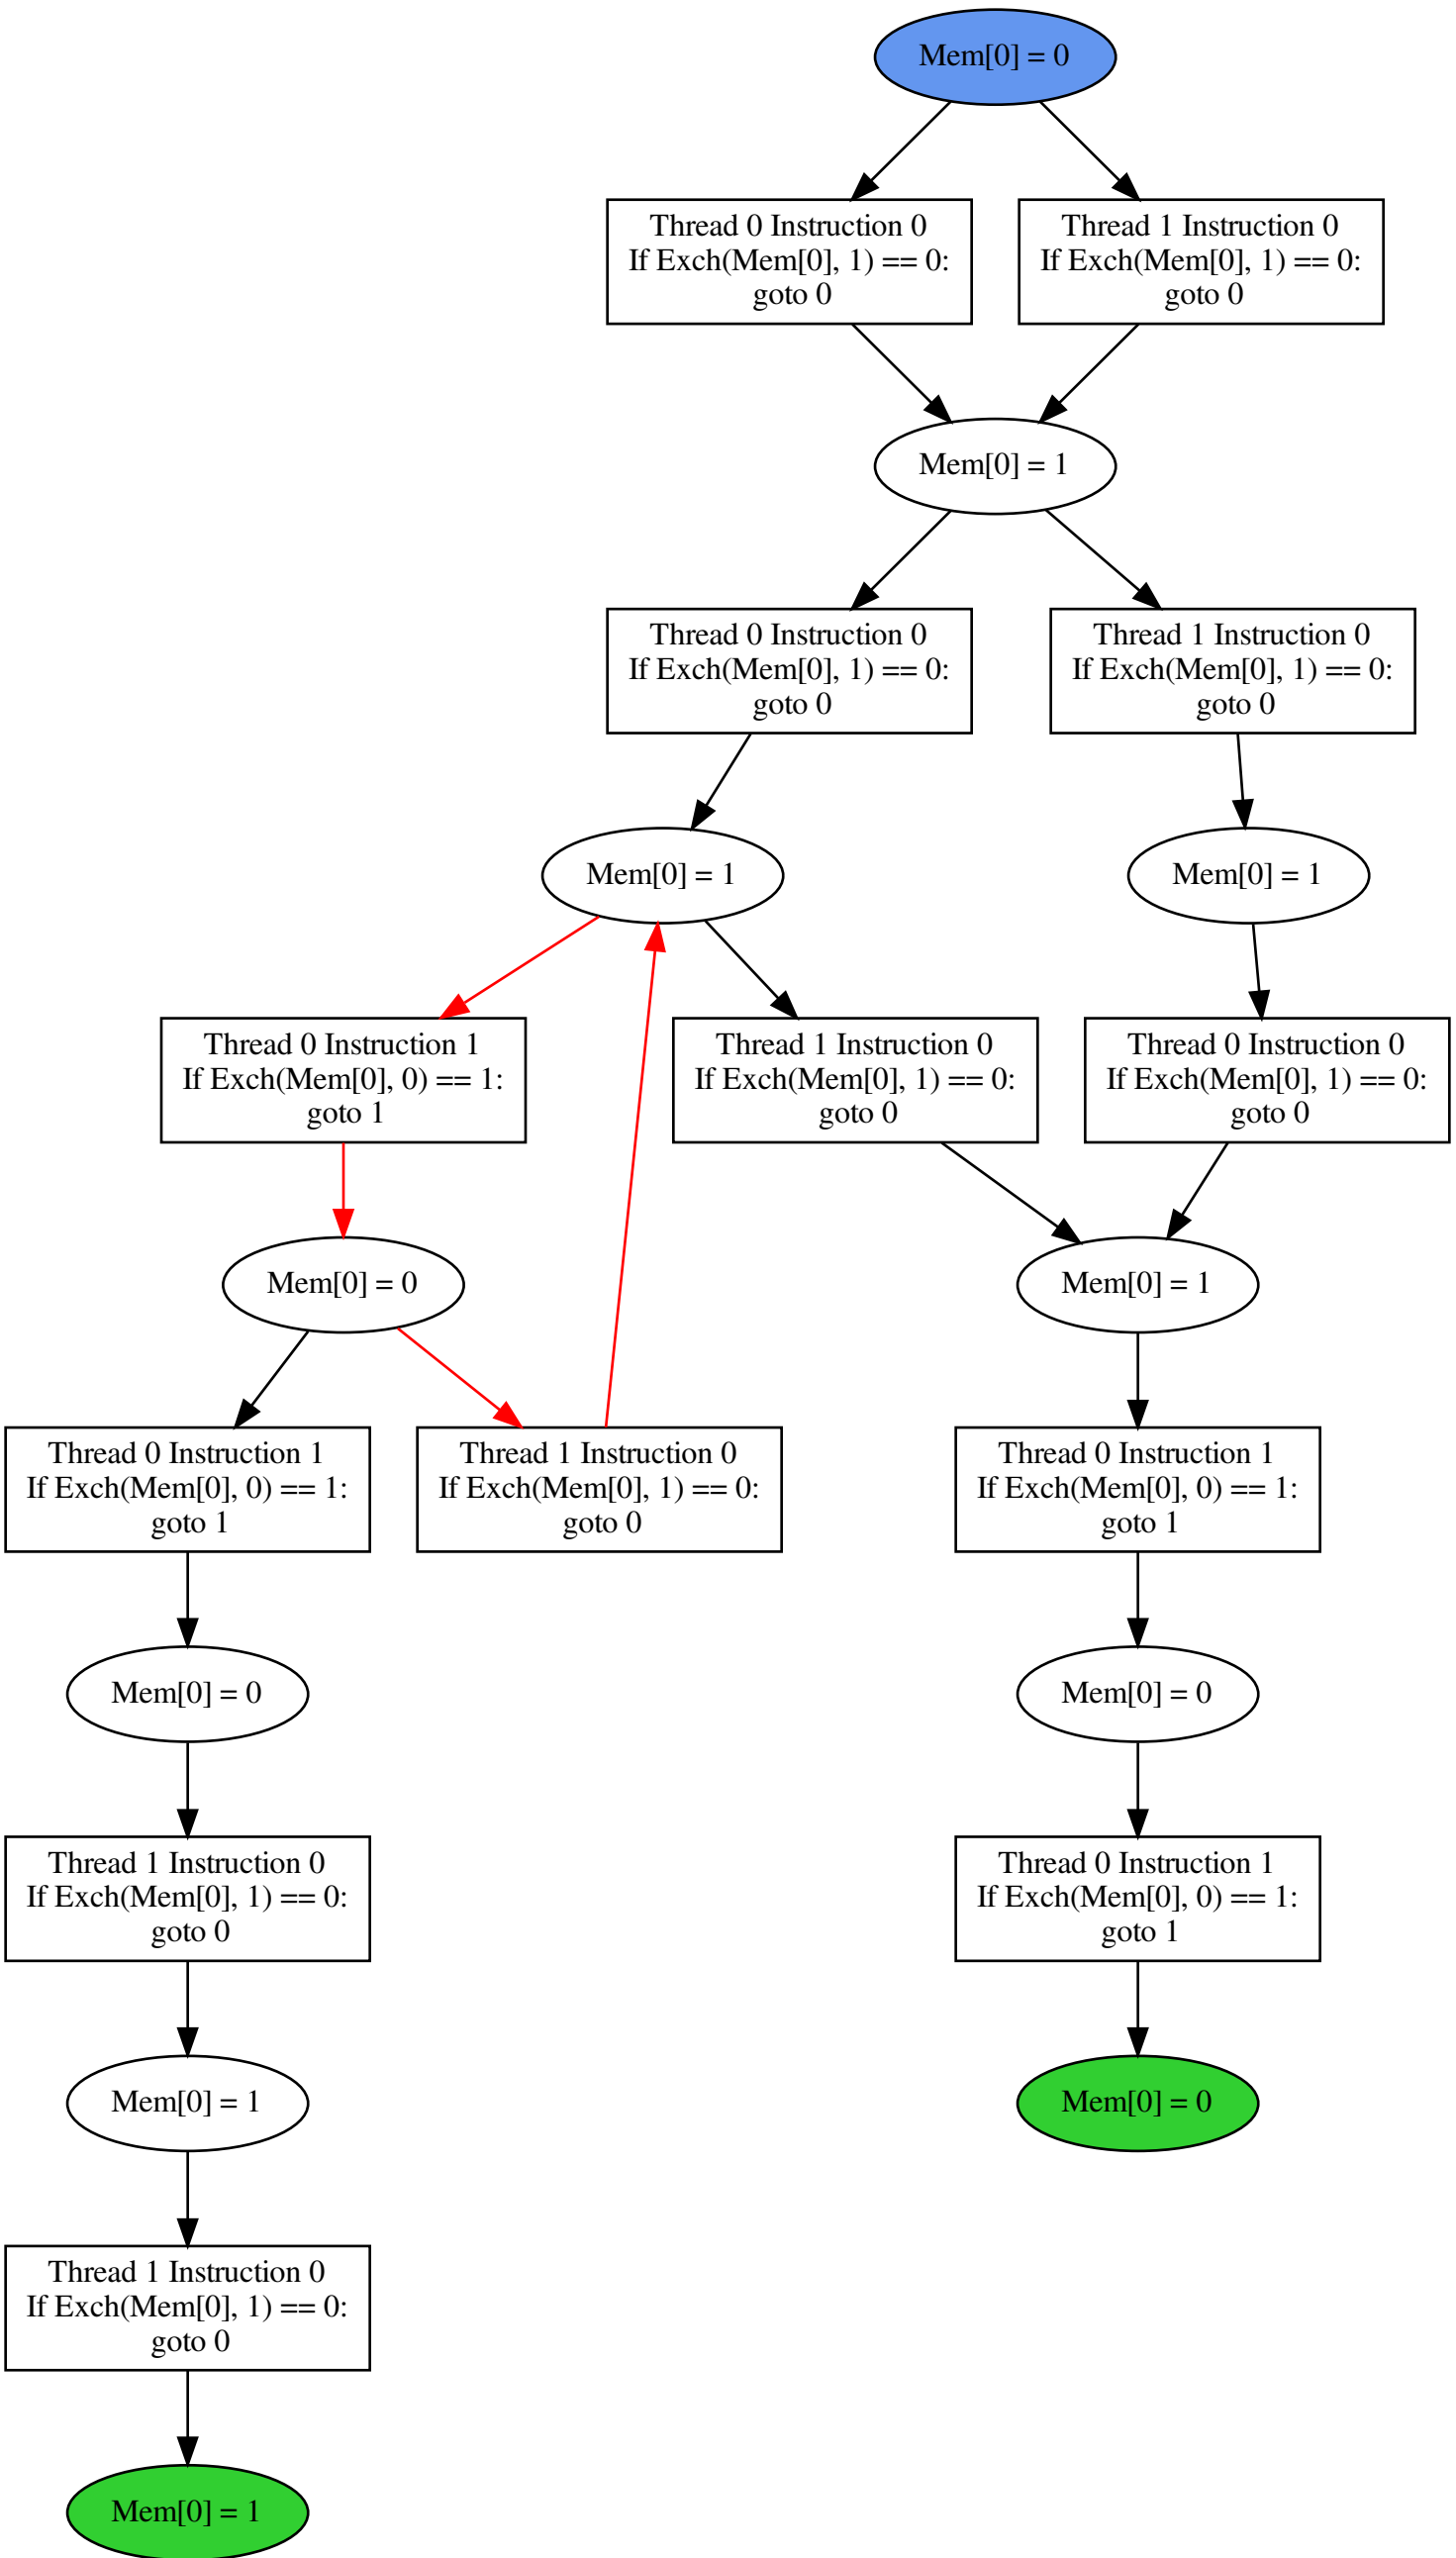 Mem[0] = 0
Thread 0 Instruction 0
If Exch(Mem[0], 1) == 0:
goto 0
Thread 1 Instruction 0
If Exch(Mem[0], 1) == 0:
goto 0
Mem[0] = 1
Thread 0 Instruction 0
If Exch(Mem[0], 1) == 0:
goto 0
Thread 1 Instruction 0
If Exch(Mem[0], 1) == 0:
goto 0
Mem[0] = 1
Mem[0] = 1
Thread 0 Instruction 1
If Exch(Mem[0], 0) == 1:
goto 1
Thread 1 Instruction 0
If Exch(Mem[0], 1) == 0:
goto 0
Thread 0 Instruction 0
If Exch(Mem[0], 1) == 0:
goto 0
Mem[0] = 0
Mem[0] = 1
Thread 0 Instruction 1
If Exch(Mem[0], 0) == 1:
goto 1
Thread 1 Instruction 0
If Exch(Mem[0], 1) == 0:
goto 0
Thread 0 Instruction 1
If Exch(Mem[0], 0) == 1:
goto 1
Mem[0] = 0
Mem[0] = 0
Thread 1 Instruction 0
If Exch(Mem[0], 1) == 0:
goto 0
Thread 0 Instruction 1
If Exch(Mem[0], 0) == 1:
goto 1
Mem[0] = 1
Mem[0] = 0
Thread 1 Instruction 0
If Exch(Mem[0], 1) == 0:
goto 0
Mem[0] = 1